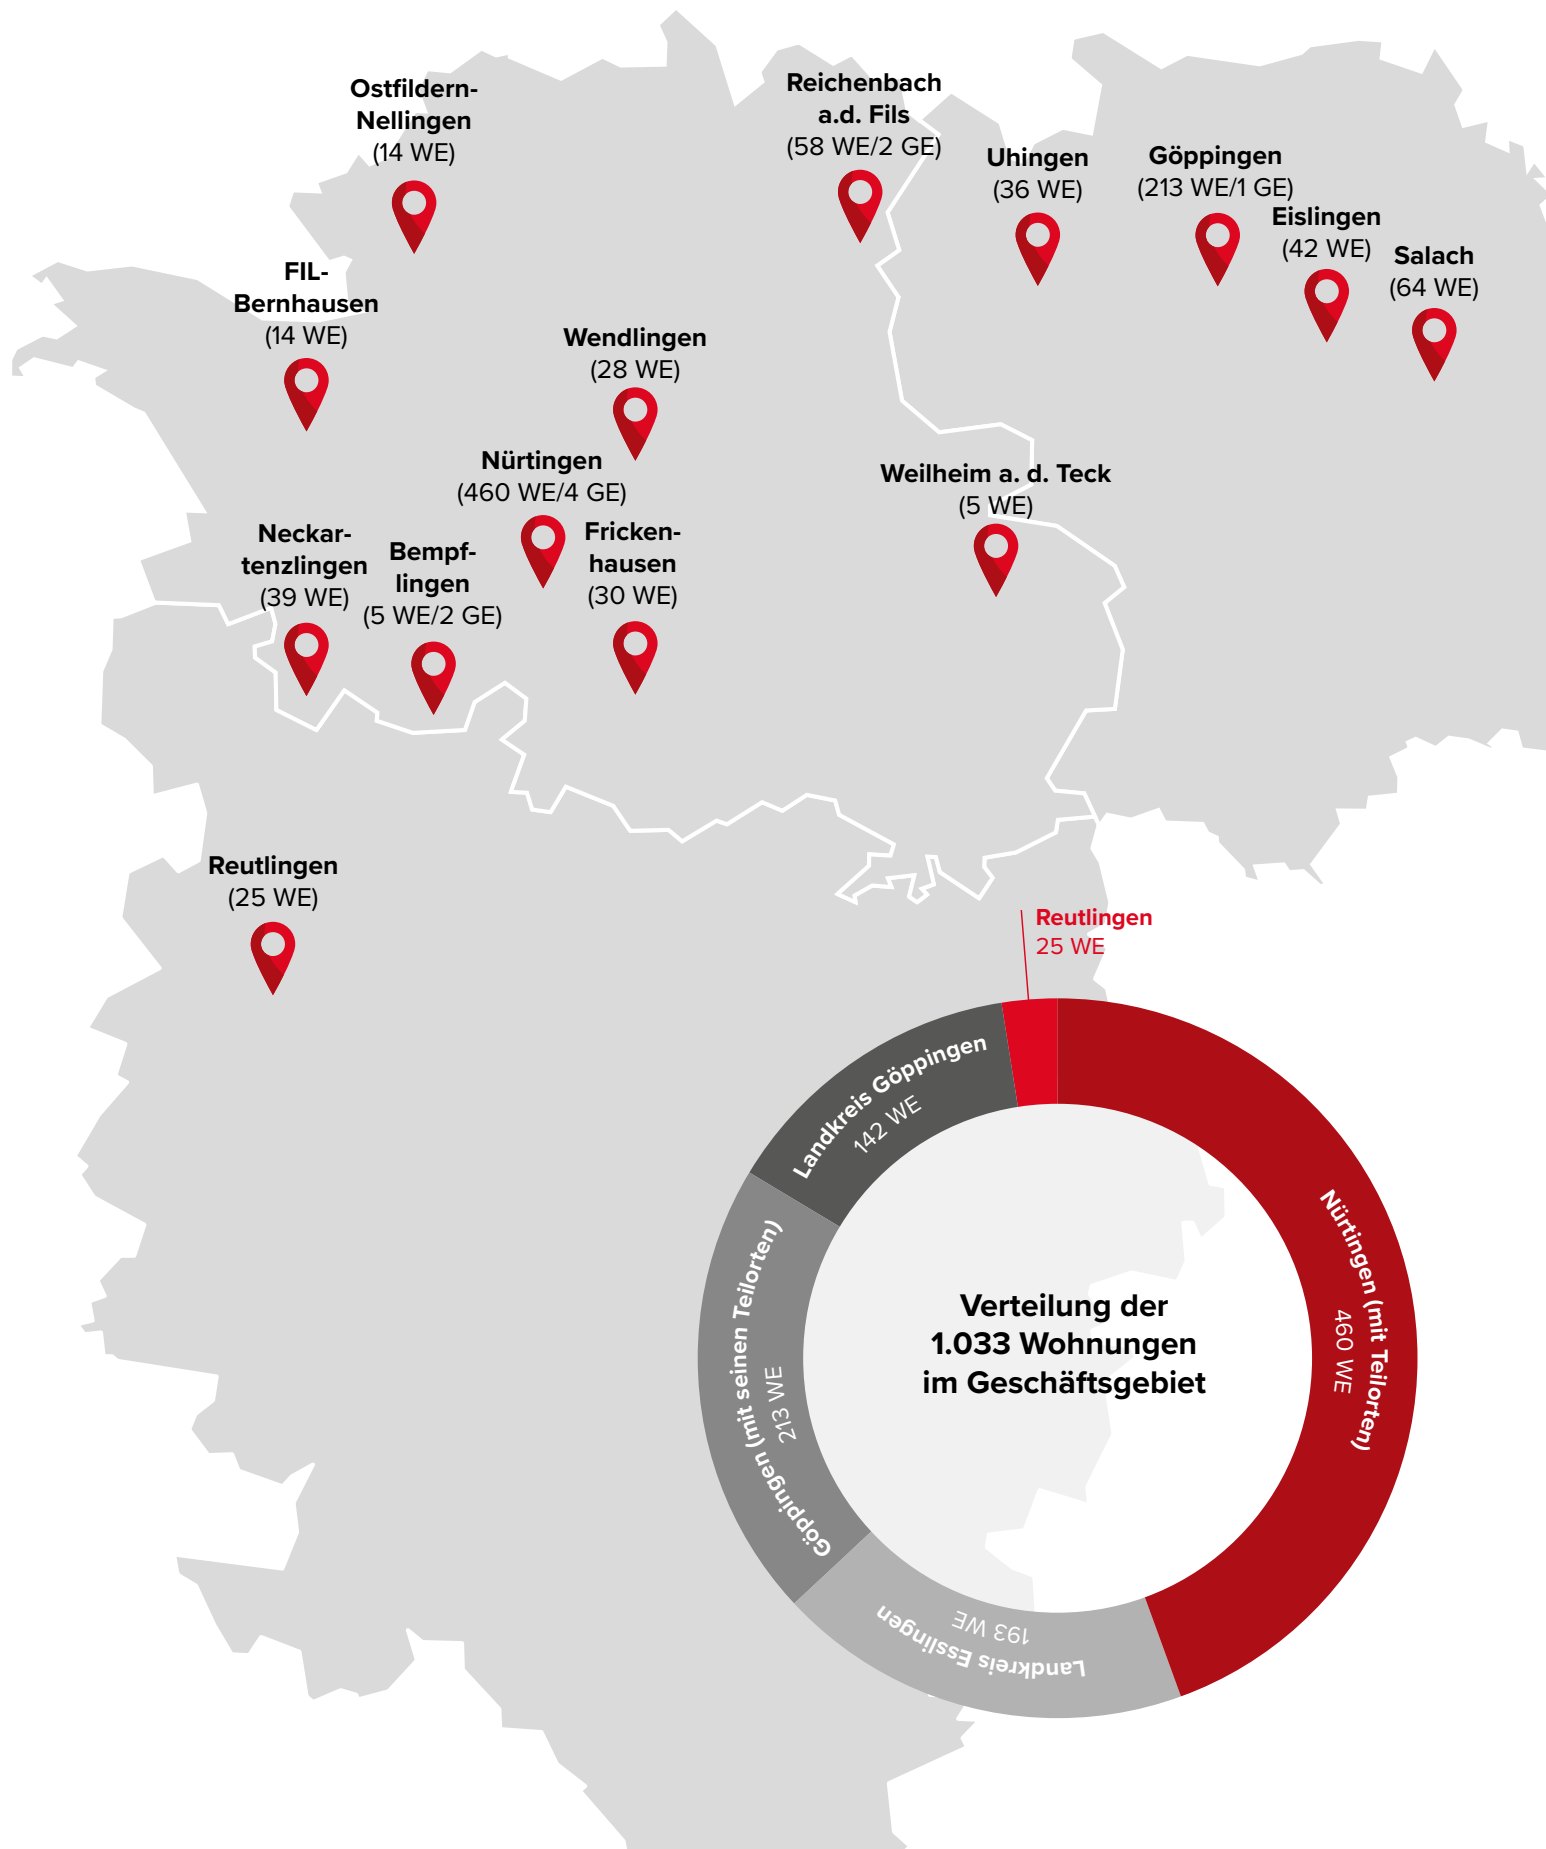 Ostfildern-
Nellingen
(14 WE)
Reichenbach
a.d. Fils
(58 WE/2 GE)
Uhingen
(36 WE)
Göppingen
(213 WE/1 GE)
Eislingen
(42 WE)
Salach
(64 WE)
FIL-
Bernhausen
(14 WE)
Wendlingen
(28 WE)
Nürtingen
(460 WE/4 GE)
Weilheim a. d. Teck
(5 WE)
Neckar-
tenzlingen
(39 WE)
Bempf-
lingen
(5 WE/2 GE)
Fricken-
hausen
(30 WE)
Reutlingen
(25 WE)
Reutlingen
25 WE
Landkreis Göppingen
142 WE
Nürtingen (mit Teilorten)
460 WE
Göppingen (mit seinen Teilorten)
213 WE
Verteilung der
1.033 Wohnungen
im Geschäftsgebiet
Landkreis Esslingen
193 WE